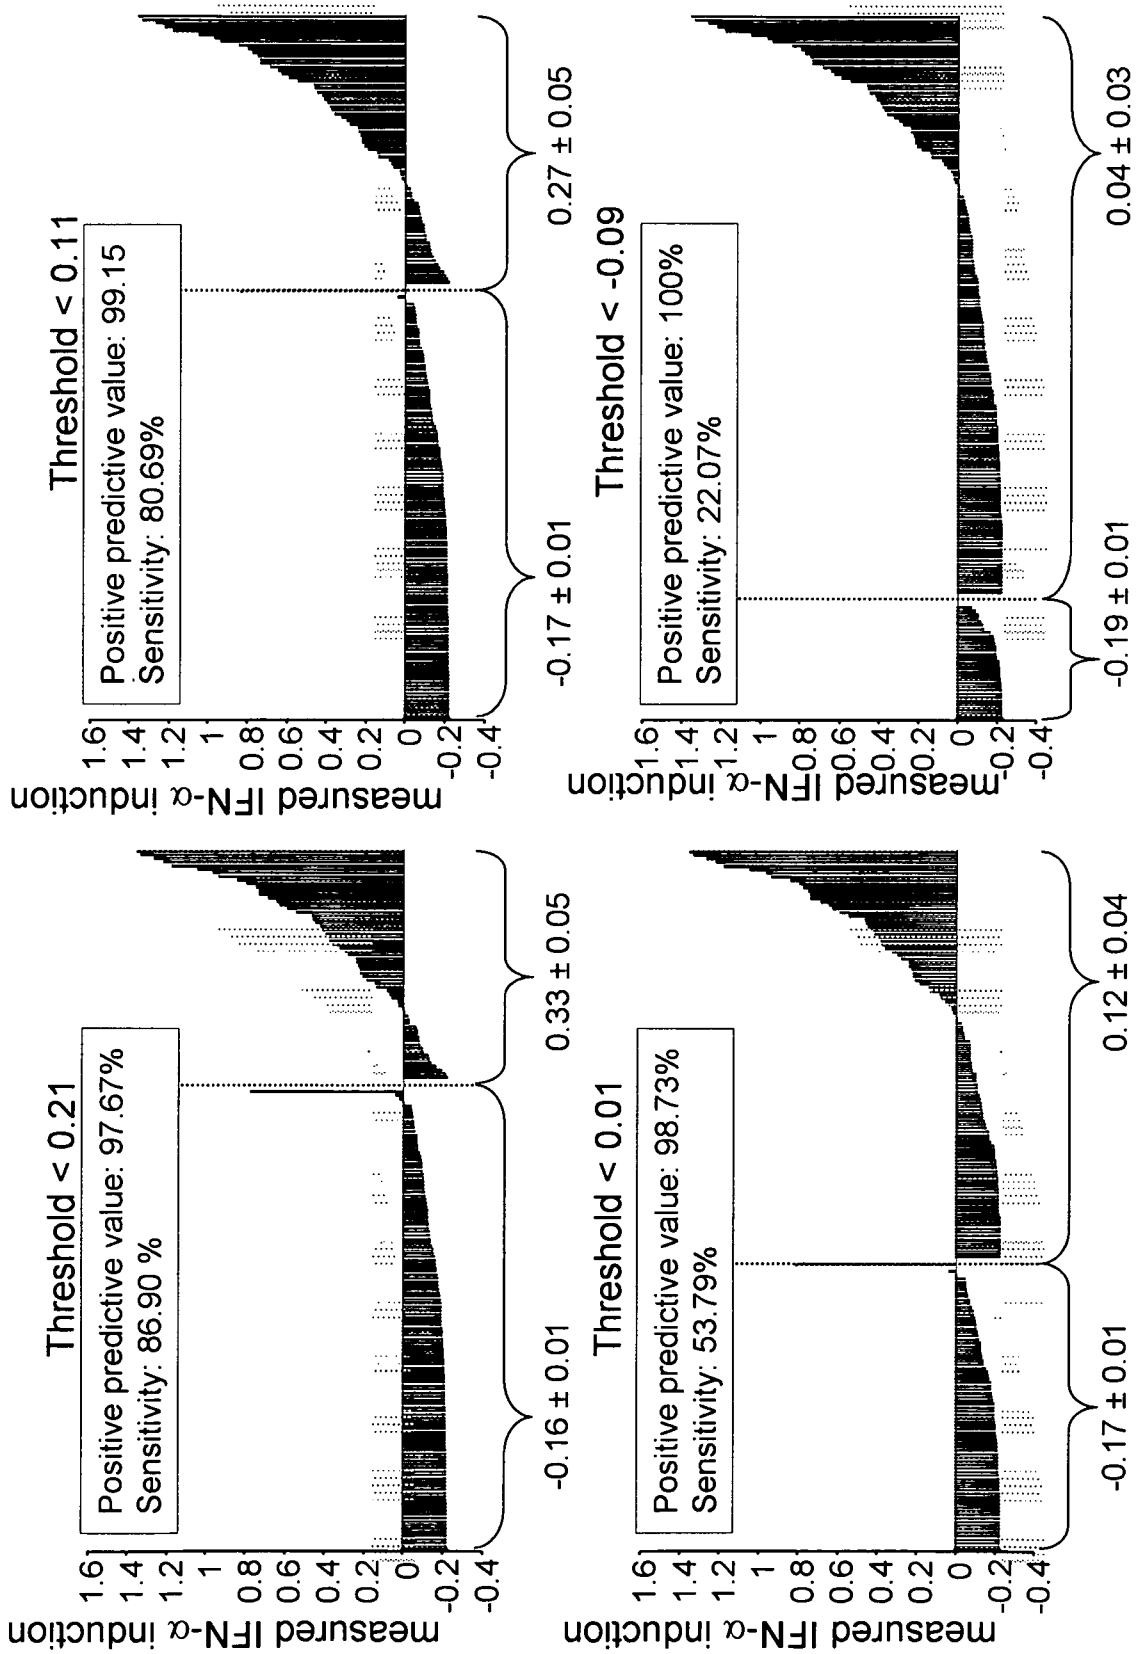 Threshold < 0.21
Positive predictive value: 97.67%
Sensitivity: 86.90 %
measured IFN-α induction
1.6
1.4
1.2
1
0.8
0.6
0.4
0.2
0
-0.2
-0.4
-0.16 ± 0.01
0.33 ± 0.05
Threshold < 0.11
Positive predictive value: 99.15
Sensitivity: 80.69%
measured IFN-α induction
1.6
1.4
1.2
1
0.8
0.6
0.4
0.2
0
-0.2
-0.4
-0.17 ± 0.01
0.27 ± 0.05
Threshold < 0.01
Positive predictive value: 98.73%
Sensitivity: 53.79%
measured IFN-α induction
1.6
1.4
1.2
1
0.8
0.6
0.4
0.2
0
-0.2
-0.4
-0.17 ± 0.01
0.12 ± 0.04
Threshold < -0.09
Positive predictive value: 100%
Sensitivity: 22.07%
measured IFN-α induction
1.6
1.4
1.2
1
0.8
0.6
0.4
0.2
0
-0.2
-0.4
-0.19 ± 0.01
0.04 ± 0.03